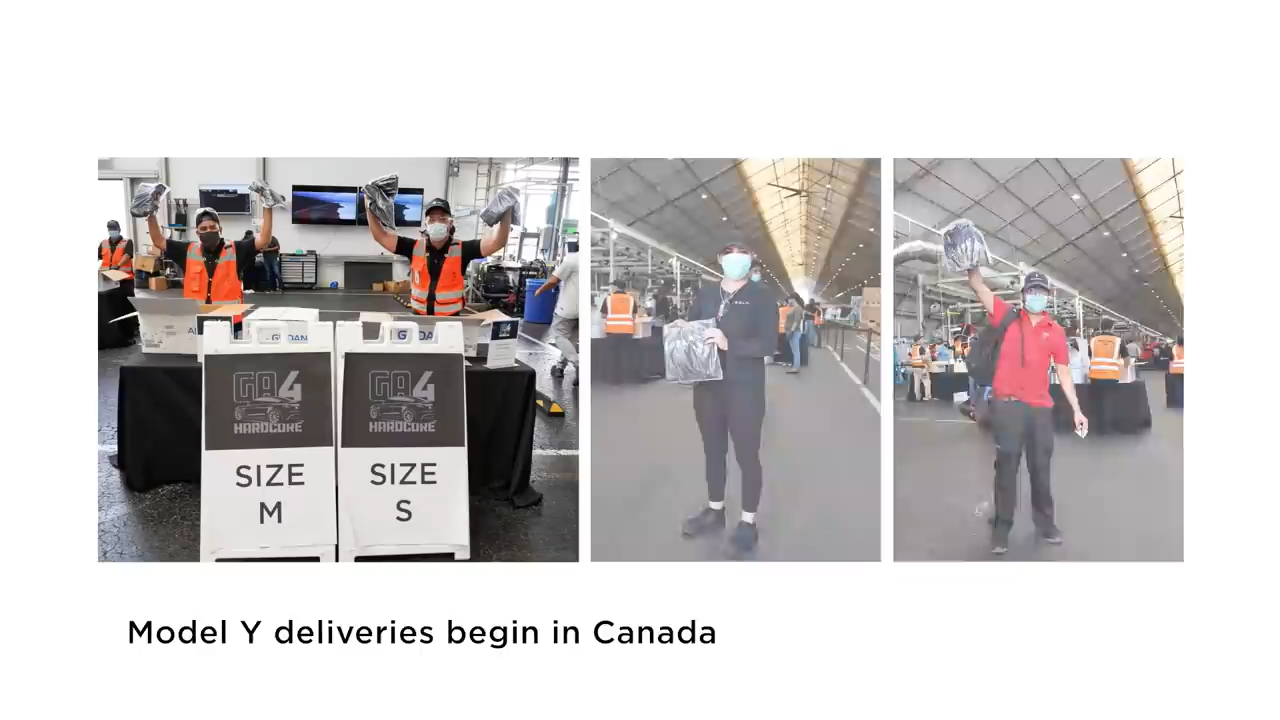 GA4
HARDCORE
SIZE
M
GA4
HARDCORE
SIZE
S
Model Y deliveries begin in Canada